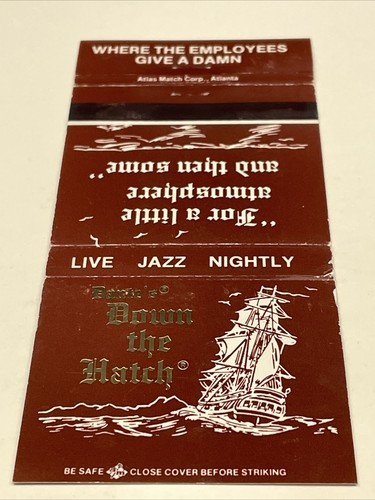 WHERE THE EMPLOYEES
GIVE A DAMN
Atlas Match Corp., Atlanta
"For a little
atmosphere
and then some"
LIVE JAZZ NIGHTLY
Dante's®
Down
the
Hatch®
BE SAFE CLOSE COVER BEFORE STRIKING